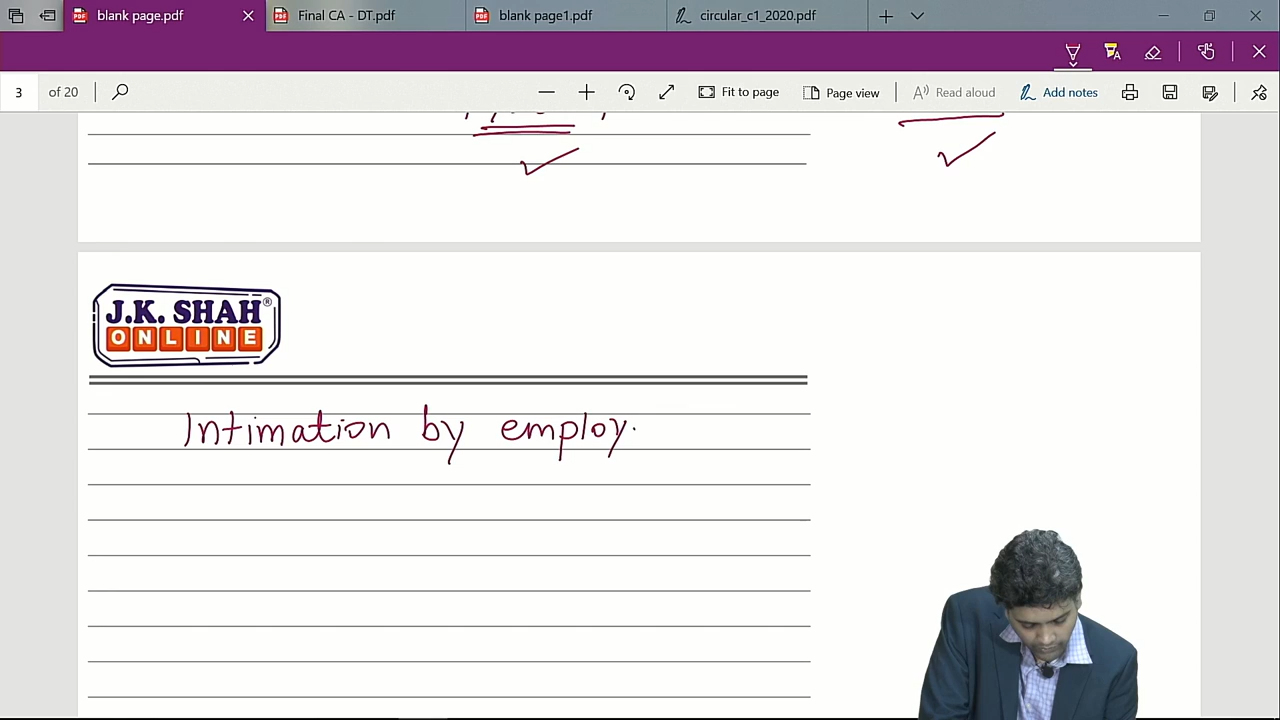 blank page.pdf Final CA - DT.pdf blank page1.pdf circular_c1_2020.pdf
3 of 20 Fit to page Page view Read aloud Add notes
J.K. SHAH®
ONLINE
Intimation by employ.